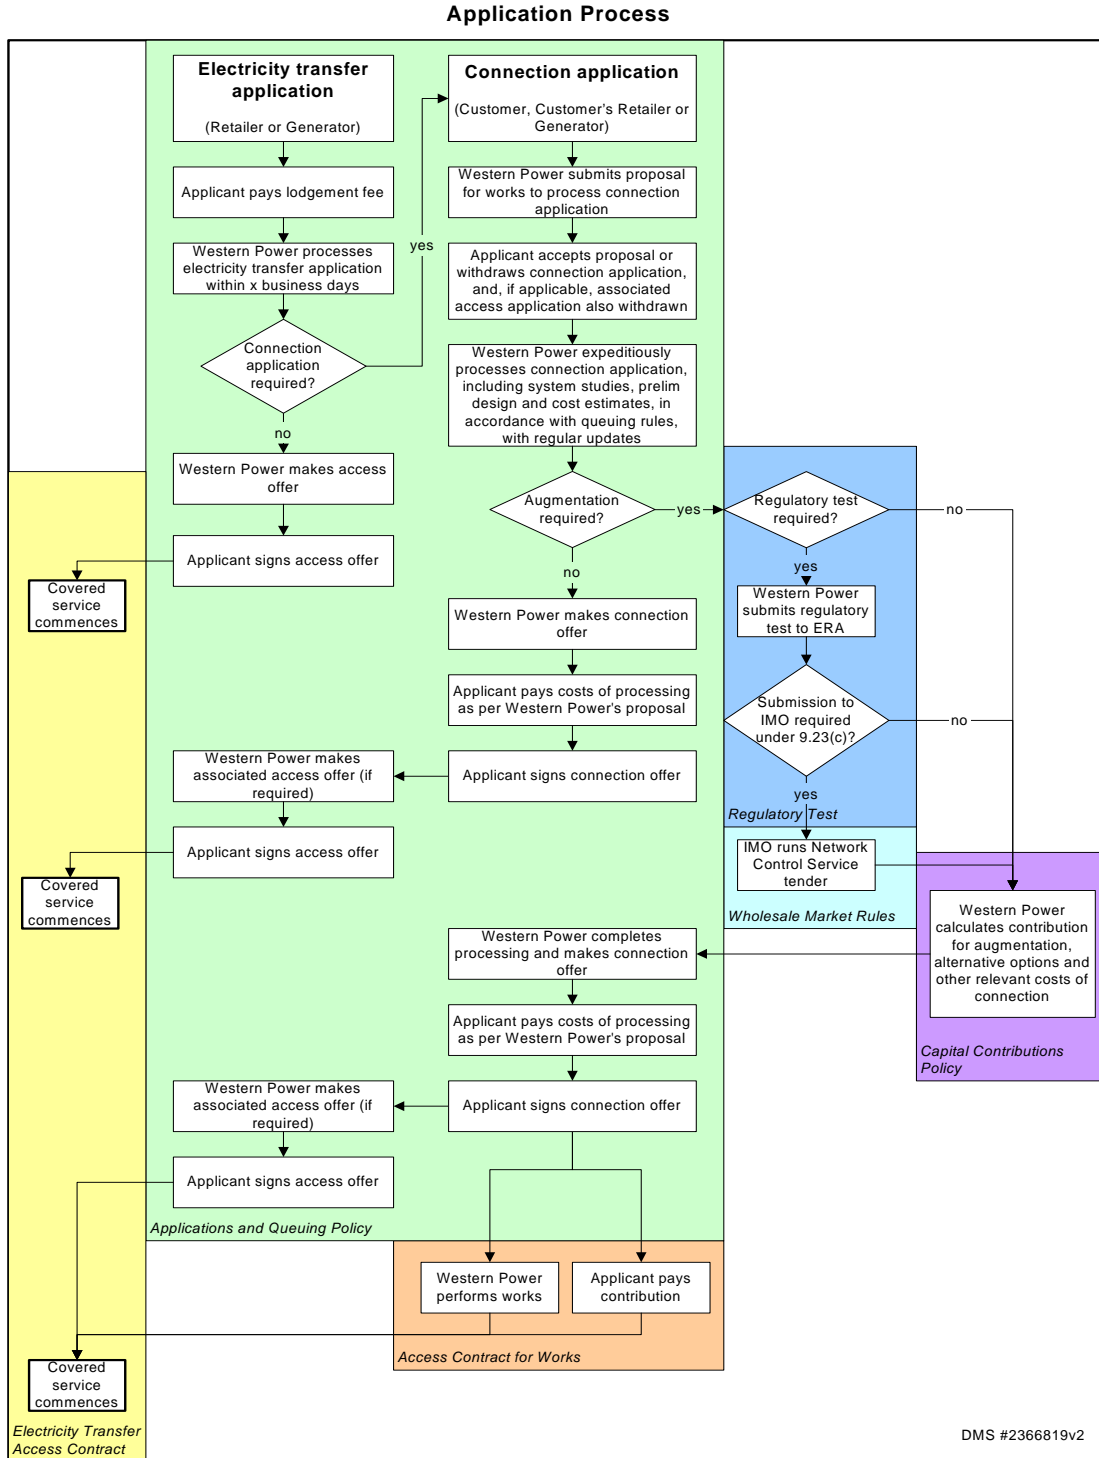 Application Process
Electricity transfer
application
(Retailer or Generator)
Connection application
(Customer, Customer's Retailer or
Generator)
Applicant pays lodgement fee
Western Power submits proposal
for works to process connection
application
yes
Western Power processes
electricity transfer application
within x business days
Applicant accepts proposal or
withdraws connection application,
and, if applicable, associated
access application also withdrawn
Connection
application
required?
Western Power expeditiously
processes connection application,
including system studies, prelim
design and cost estimates, in
accordance with queuing rules,
with regular updates
no
Western Power makes access
offer
Augmentation
required?
yes
Regulatory test
required?
no
Applicant signs access offer
no
yes
Covered
service
commences
Western Power makes connection
offer
Western Power
submits regulatory
test to ERA
Applicant pays costs of processing
as per Western Power's proposal
Submission to
IMO required
under 9.23(c)?
no
Western Power makes
associated access offer (if
required)
Applicant signs connection offer
yes
Regulatory Test
Applicant signs access offer
IMO runs Network
Control Service
tender
Covered
service
commences
Wholesale Market Rules
Western Power
calculates contribution
for augmentation,
alternative options and
other relevant costs of
connection
Western Power completes
processing and makes connection
offer
Applicant pays costs of processing
as per Western Power's proposal
Capital Contributions
Policy
Western Power makes
associated access offer (if
required)
Applicant signs connection offer
Applicant signs access offer
Applications and Queuing Policy
Western Power
performs works
Applicant pays
contribution
Access Contract for Works
Covered
service
commences
Electricity Transfer
Access Contract
DMS #2366819v2